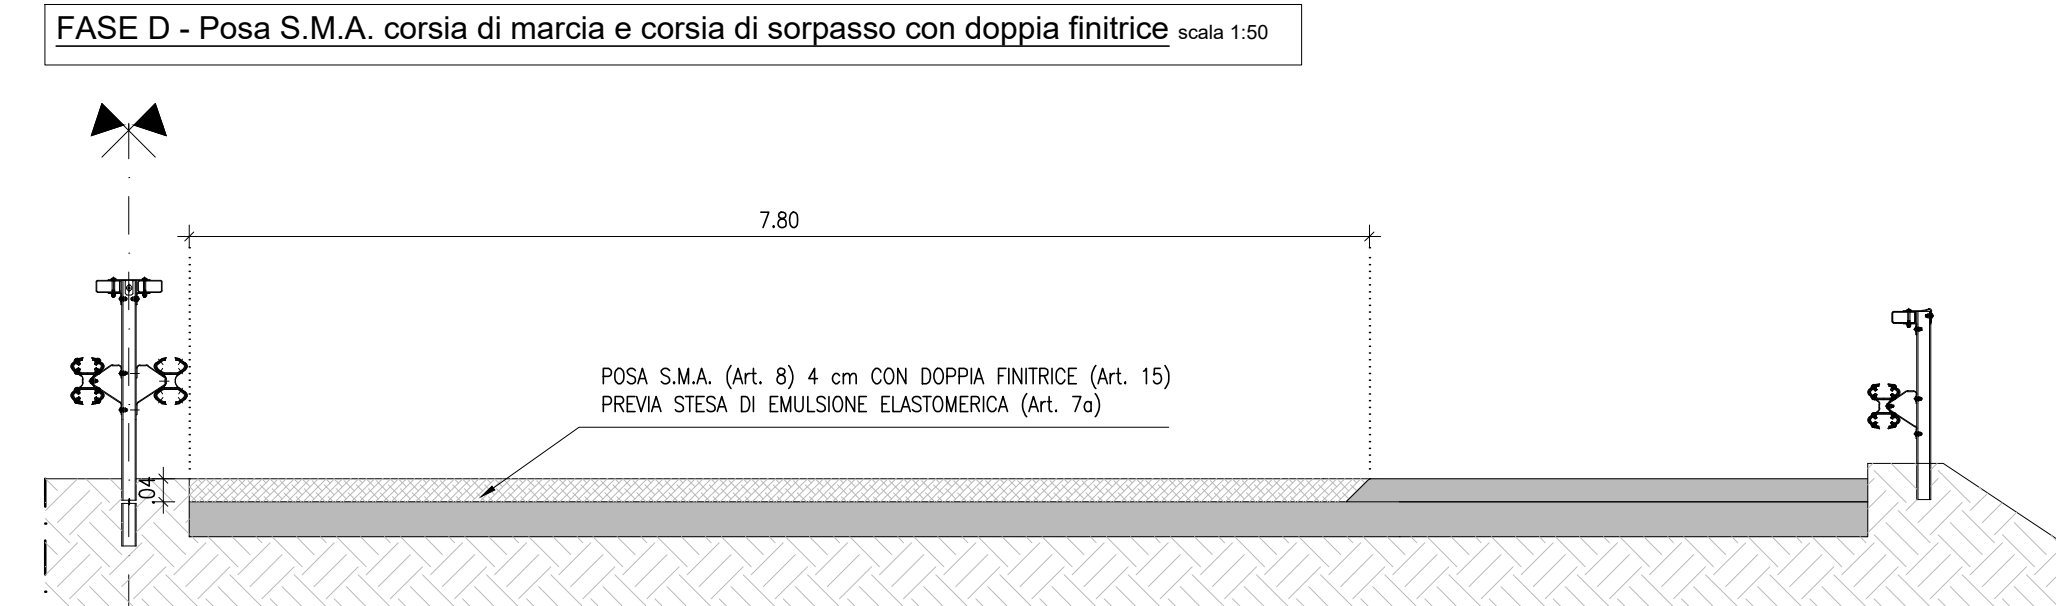 FASE D - Posa S.M.A. corsia di marcia e corsia di sorpasso con doppia finitrice scala 1:50
7.80
POSA S.M.A. (Art. 8) 4 cm CON DOPPIA FINITRICE (Art. 15)
PREVIA STESA DI EMULSIONE ELASTOMERICA (Art. 7a)
.04